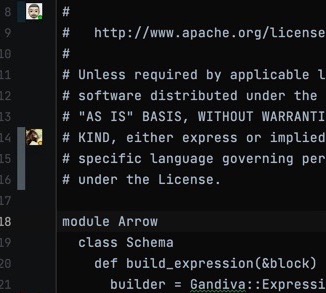 8 #
9 #   http://www.apache.org/license
10 #
11 # Unless required by applicable l
12 # software distributed under the
13 # "AS IS" BASIS, WITHOUT WARRANTI
14 # KIND, either express or implied
15 # specific language governing per
16 # under the License.
17
18 module Arrow
19   class Schema
20     def build_expression(&block)
21       builder = Gandiva::Expressi